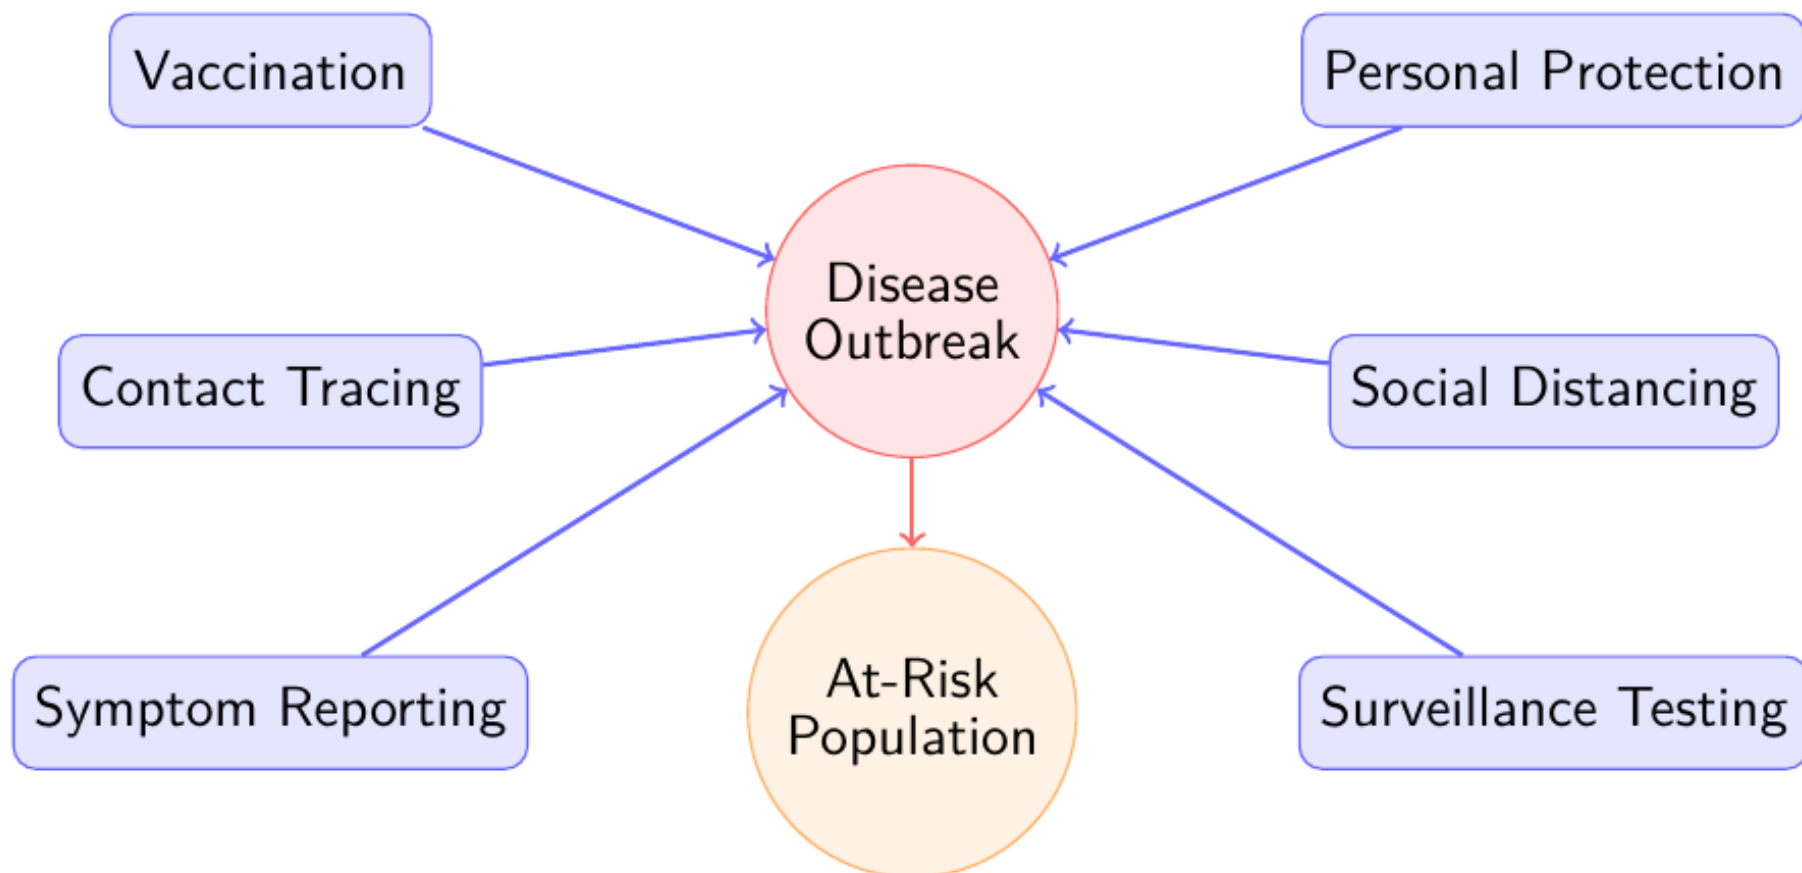 Vaccination
Personal Protection
Disease
Outbreak
Contact Tracing
Social Distancing
Symptom Reporting
At-Risk
Population
Surveillance Testing